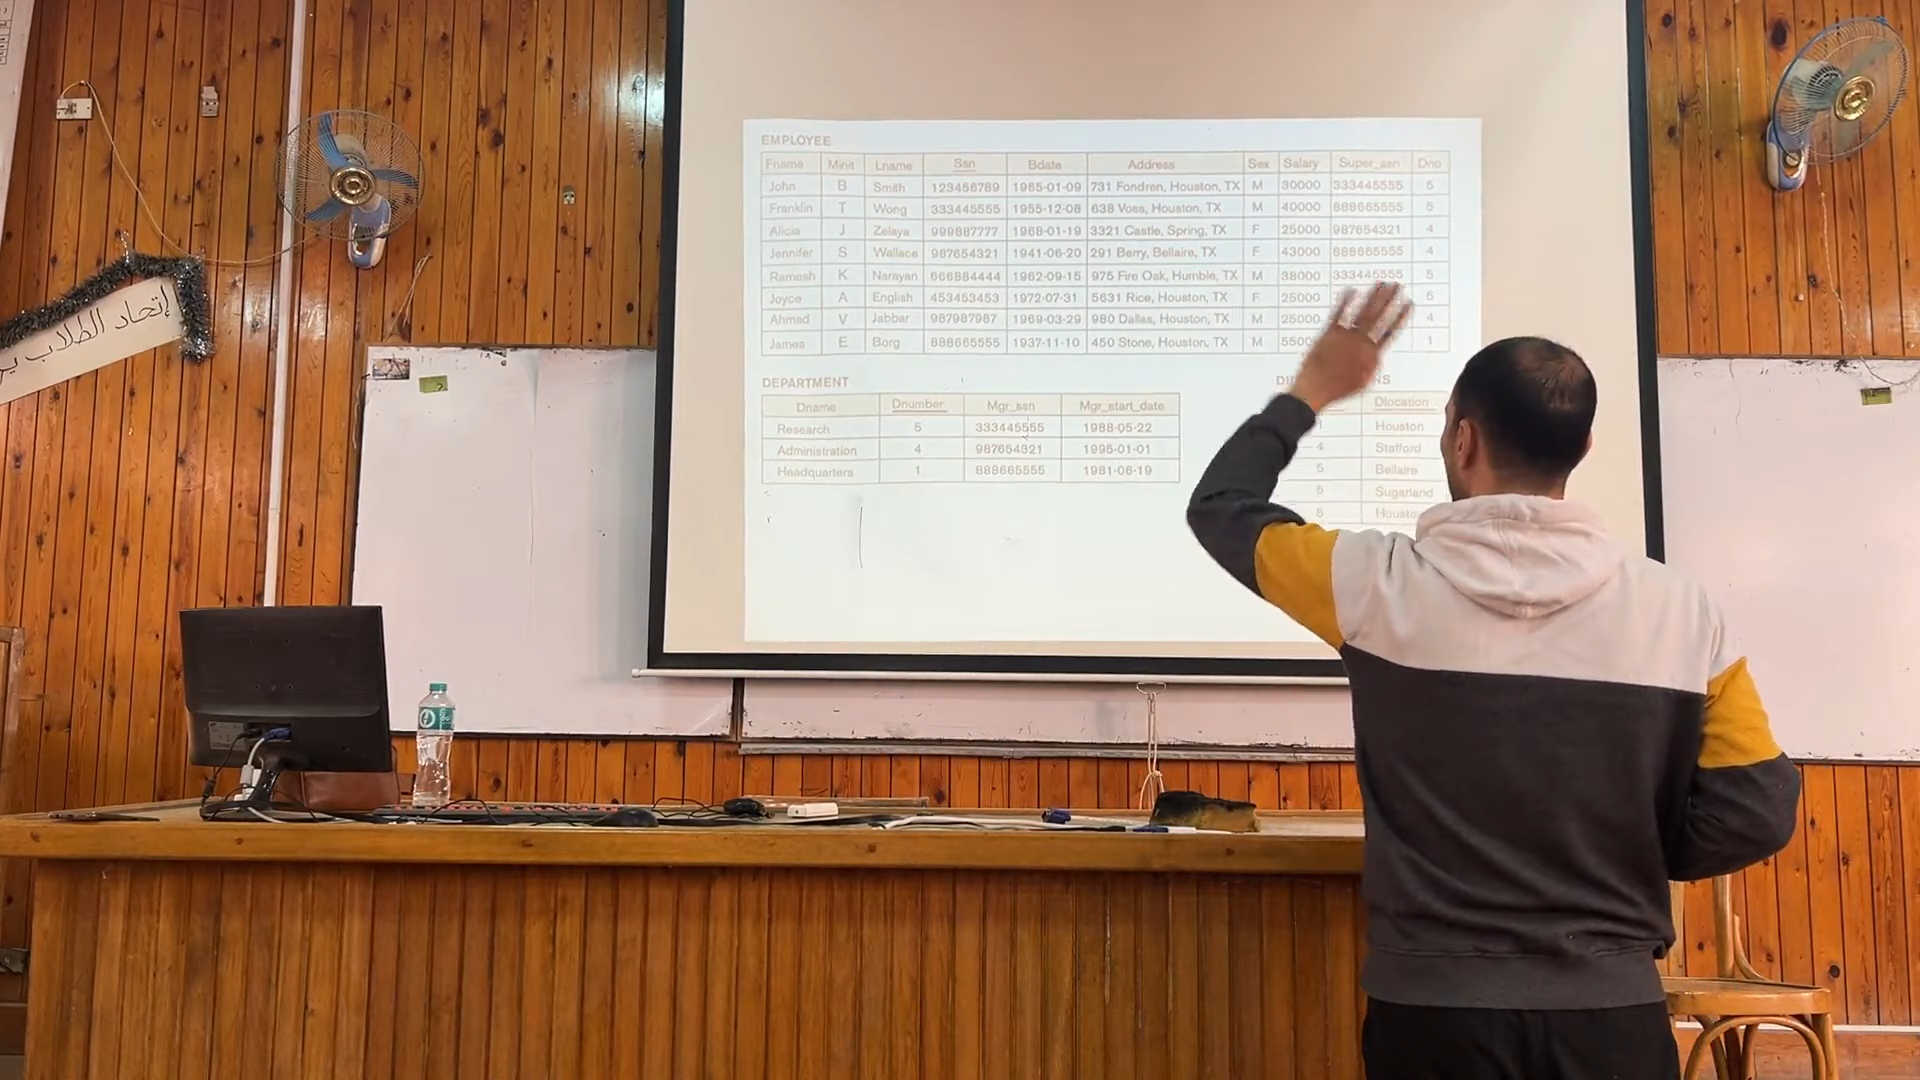 إتحاد الطلاب ير
EMPLOYEE
Fname Minit Lname Ssn Bdate Address Sex Salary Super_ssn Dno
John B Smith 123456789 1965-01-09 731 Fondren, Houston, TX M 30000 333445555 5
Franklin T Wong 333445555 1955-12-08 638 Voss, Houston, TX M 40000 888665555 5
Alicia J Zelaya 999887777 1968-01-19 3321 Castle, Spring, TX F 25000 987654321 4
Jennifer S Wallace 987654321 1941-06-20 291 Berry, Bellaire, TX F 43000 888665555 4
Ramesh K Narayan 666884444 1962-09-15 975 Fire Oak, Humble, TX M 38000 333445555 5
Joyce A English 453453453 1972-07-31 5631 Rice, Houston, TX F 25000 5
Ahmad V Jabbar 987987987 1969-03-29 980 Dallas, Houston, TX M 25000 4
James E Borg 888665555 1937-11-10 450 Stone, Houston, TX M 5500 1
DEPARTMENT
Dname Dnumber Mgr_ssn Mgr_start_date
Research 5 333445555 1988-05-22
Administration 4 987654321 1995-01-01
Headquarters 1 888665555 1981-06-19
NS
Dlocation
1 Houston
4 Stafford
5 Bellaire
5 Sugarland
5 Housto